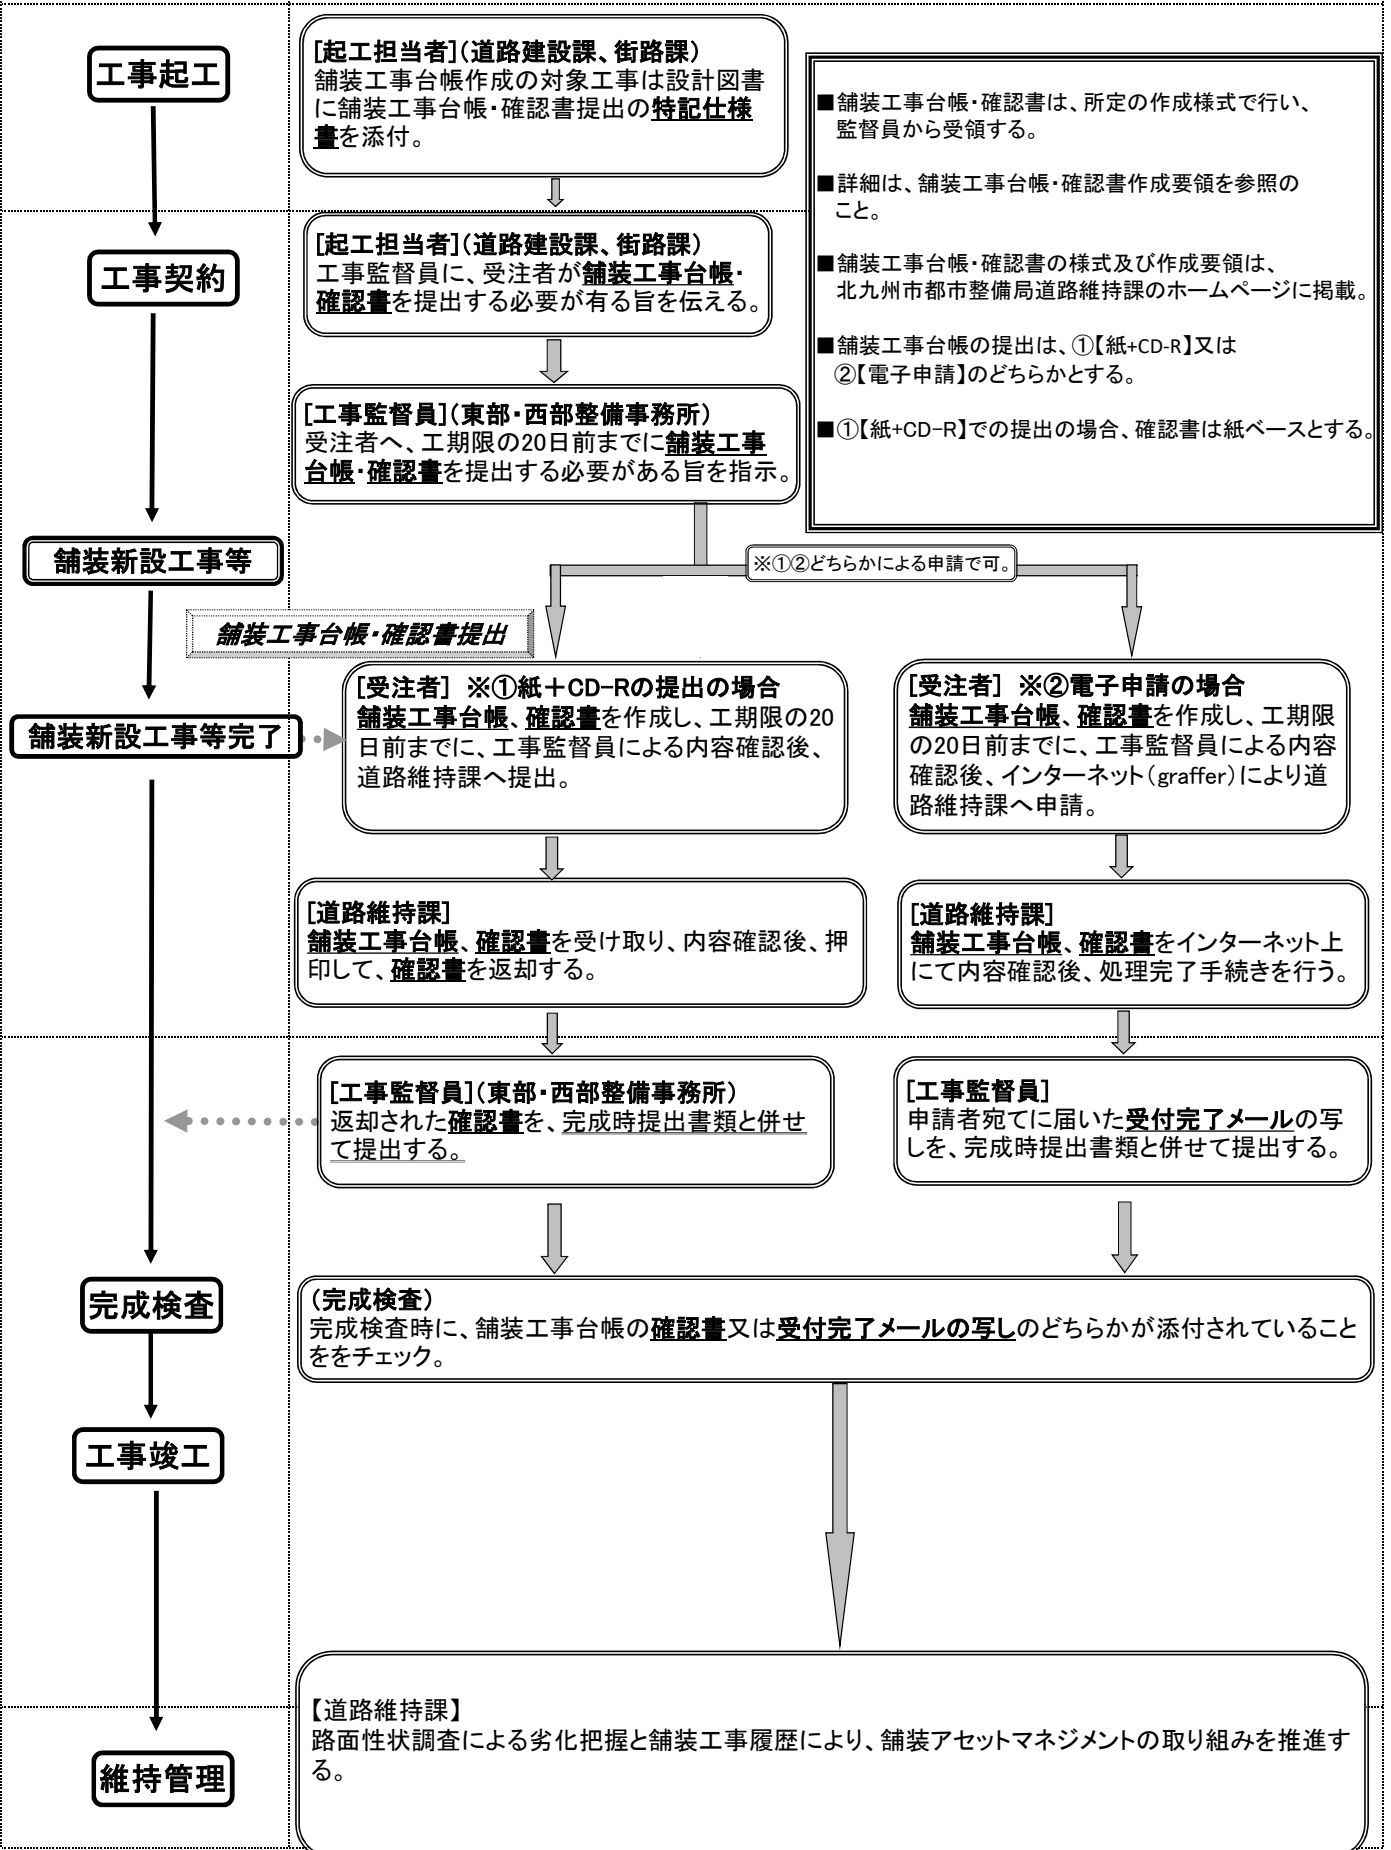 工事起工
[起工担当者](道路建設課、街路課)
舗装工事台帳作成の対象工事は設計図書
に舗装工事台帳・確認書提出の特記仕様
書を添付。
■舗装工事台帳・確認書は、所定の作成様式で行い、
監督員から受領する。
■詳細は、舗装工事台帳・確認書作成要領を参照の
こと。
■舗装工事台帳・確認書の様式及び作成要領は、
北九州市都市整備局道路維持課のホームページに掲載。
■舗装工事台帳の提出は、①【紙+CD-R】又は
②【電子申請】のどちらかとする。
■①【紙+CD-R】での提出の場合、確認書は紙ベースとする。
工事契約
[起工担当者](道路建設課、街路課)
工事監督員に、受注者が舗装工事台帳・
確認書を提出する必要が有る旨を伝える。
[工事監督員](東部・西部整備事務所)
受注者へ、工期限の20日前までに舗装工事
台帳・確認書を提出する必要がある旨を指示。
舗装新設工事等
※①②どちらかによる申請で可。
舗装工事台帳・確認書提出
舗装新設工事等完了
[受注者] ※①紙+CD-Rの提出の場合
舗装工事台帳、確認書を作成し、工期限の20
日前までに、工事監督員による内容確認後、
道路維持課へ提出。
[受注者] ※②電子申請の場合
舗装工事台帳、確認書を作成し、工期限
の20日前までに、工事監督員による内容
確認後、インターネット(graffer)により道
路維持課へ申請。
[道路維持課]
舗装工事台帳、確認書を受け取り、内容確認後、押
印して、確認書を返却する。
[道路維持課]
舗装工事台帳、確認書をインターネット上
にて内容確認後、処理完了手続きを行う。
[工事監督員](東部・西部整備事務所)
返却された確認書を、完成時提出書類と併せ
て提出する。
[工事監督員]
申請者宛てに届いた受付完了メールの写
しを、完成時提出書類と併せて提出する。
完成検査
(完成検査)
完成検査時に、舗装工事台帳の確認書又は受付完了メールの写しのどちらかが添付されていること
ををチェック。
工事竣工
維持管理
【道路維持課】
路面性状調査による劣化把握と舗装工事履歴により、舗装アセットマネジメントの取り組みを推進す
る。